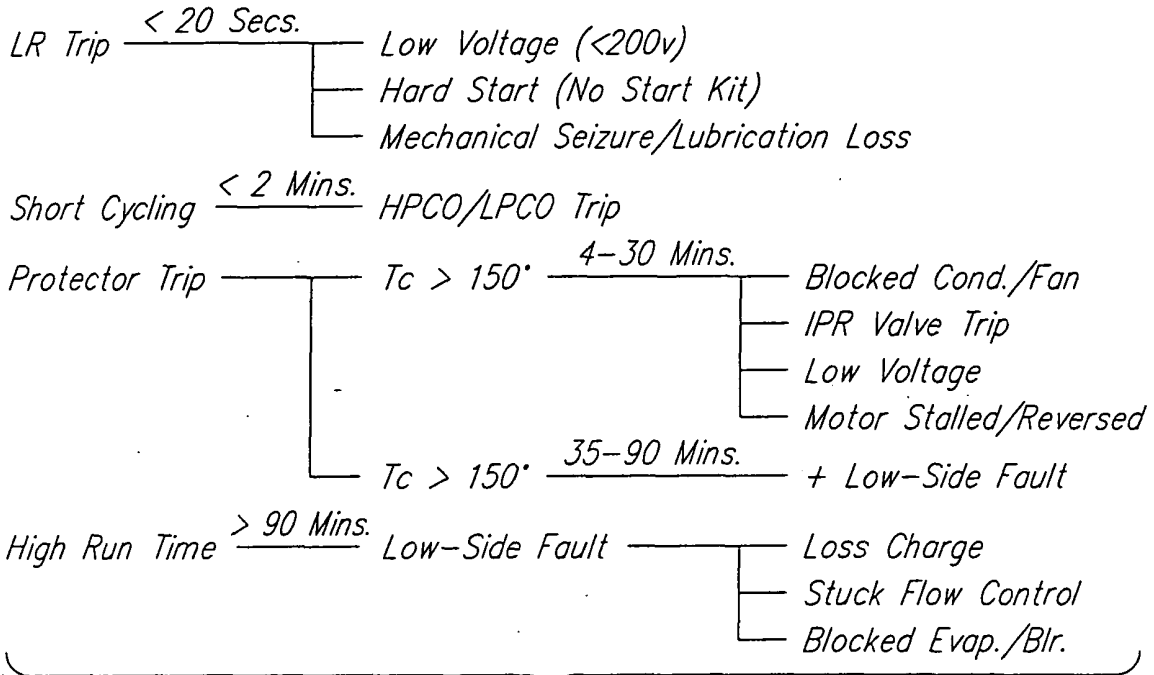 LR Trip < 20 Secs. Low Voltage (<200v)
Hard Start (No Start Kit)
Mechanical Seizure/Lubrication Loss
Short Cycling < 2 Mins. HPCO/LPCO Trip
Protector Trip Tc > 150° 4-30 Mins. Blocked Cond./Fan
IPR Valve Trip
Low Voltage
Motor Stalled/Reversed
Tc > 150° 35-90 Mins. + Low-Side Fault
High Run Time > 90 Mins. Low-Side Fault Loss Charge
Stuck Flow Control
Blocked Evap./Blr.